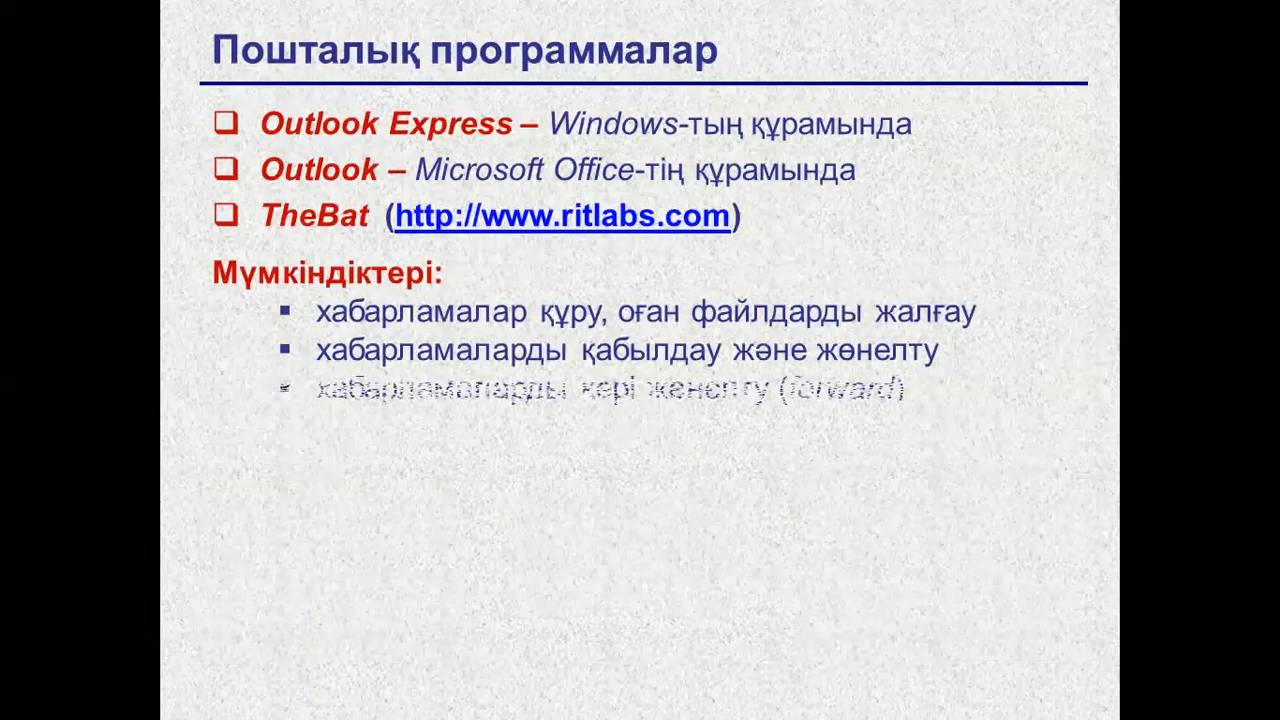 Пошталық программалар
Outlook Express – Windows-тың құрамында
Outlook – Microsoft Office-тің құрамында
TheBat (http://www.ritlabs.com)
Мүмкіндіктері:
хабарламалар құру, оған файлдарды жалғау
хабарламаларды қабылдау және жөнелту
хабарламаларды кері жөнелту (forward)